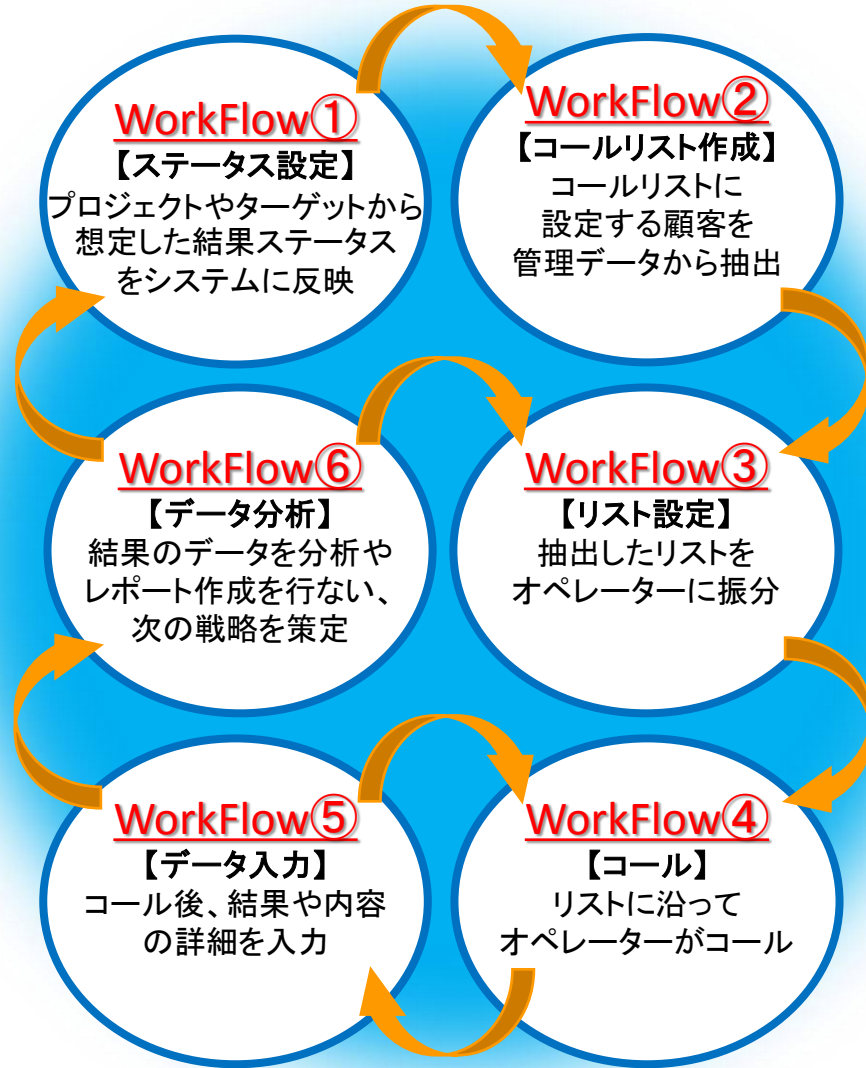 WorkFlow①
【ステータス設定】
プロジェクトやターゲットから
想定した結果ステータス
をシステムに反映
WorkFlow②
【コールリスト作成】
コールリストに
設定する顧客を
管理データから抽出
WorkFlow⑥
【データ分析】
結果のデータを分析や
レポート作成を行ない、
次の戦略を策定
WorkFlow③
【リスト設定】
抽出したリストを
オペレーターに振分
WorkFlow⑤
【データ入力】
コール後、結果や内容
の詳細を入力
WorkFlow④
【コール】
リストに沿って
オペレーターがコール